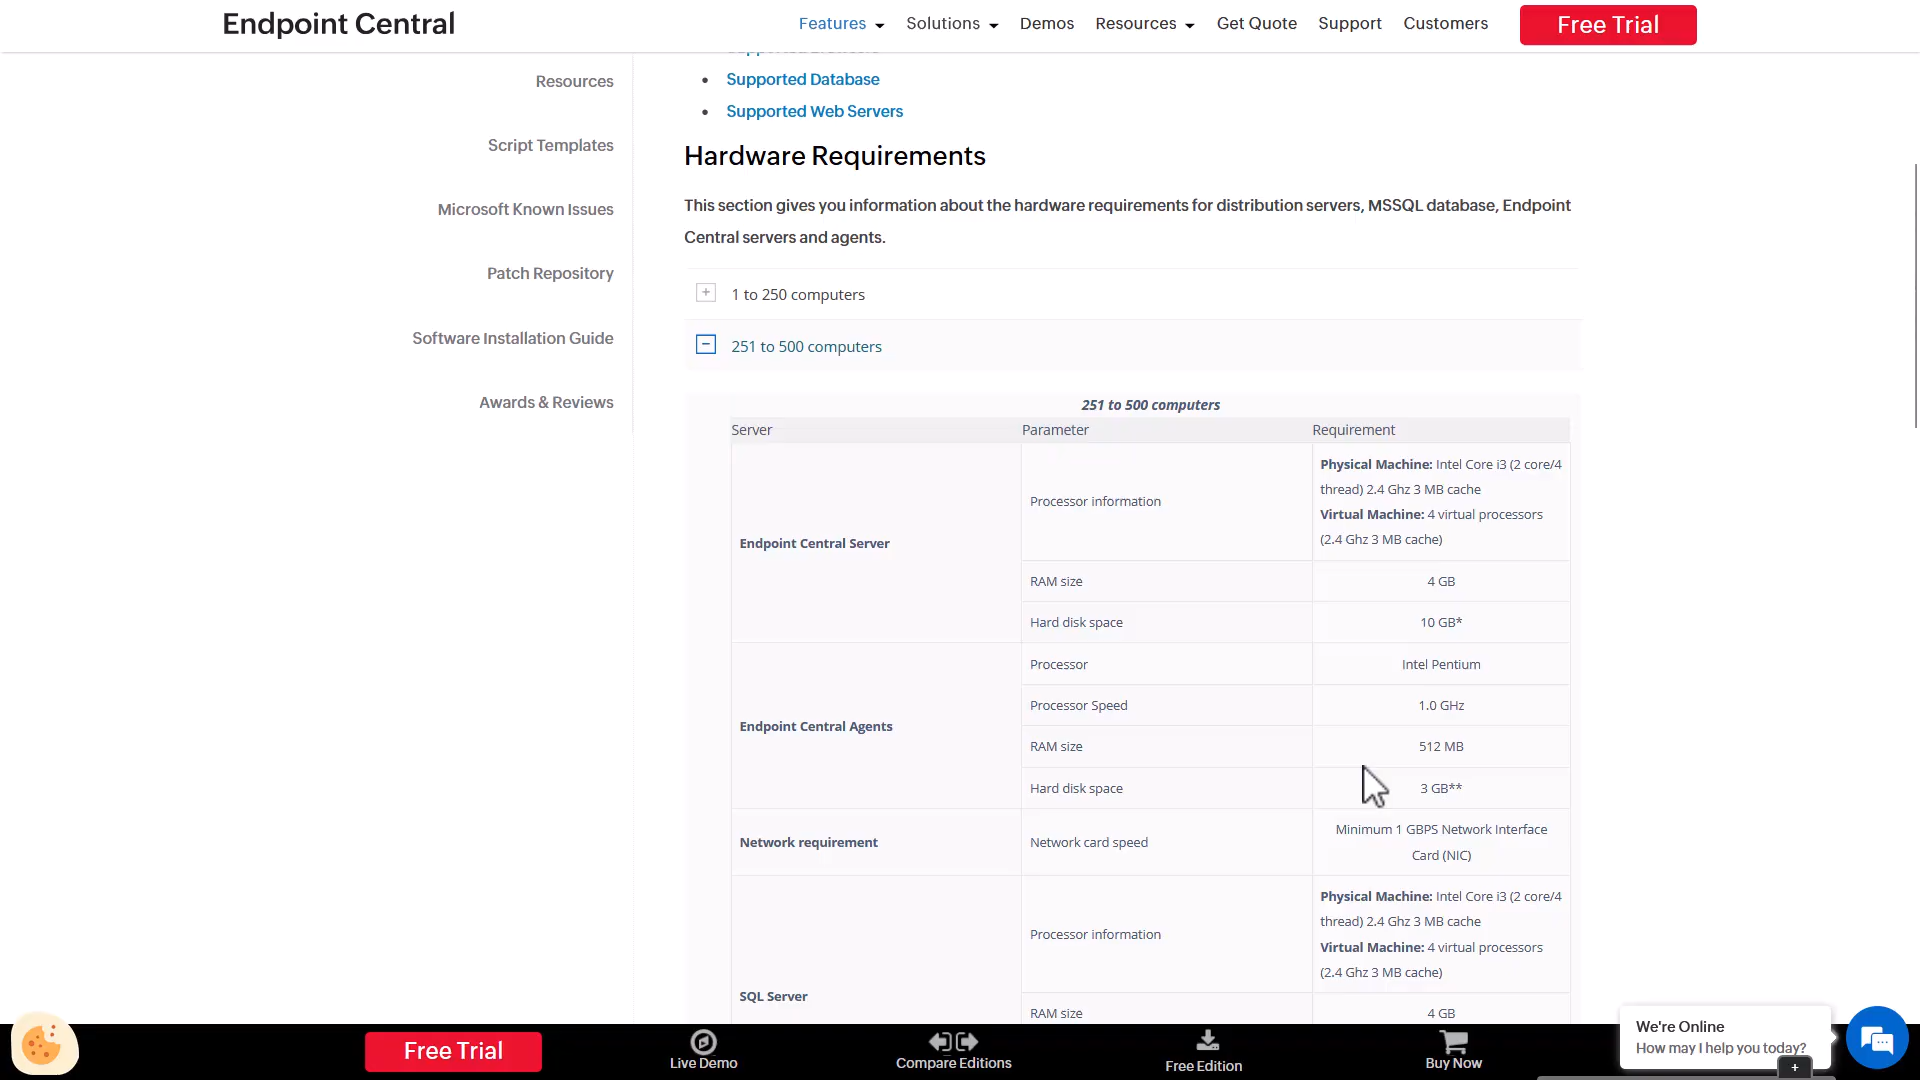 Endpoint Central
Features
Solutions
Demos
Resources
Get Quote
Support
Customers
Free Trial
Resources
Script Templates
Microsoft Known Issues
Patch Repository
Software Installation Guide
Awards & Reviews
Supported Database
Supported Web Servers
Hardware Requirements
This section gives you information about the hardware requirements for distribution servers, MSSQL database, Endpoint
Central servers and agents.
1 to 250 computers
251 to 500 computers
251 to 500 computers
Server Parameter Requirement
Endpoint Central Server
Processor information
Physical Machine: Intel Core i3 (2 core/4
thread) 2.4 Ghz 3 MB cache
Virtual Machine: 4 virtual processors
(2.4 Ghz 3 MB cache)
RAM size 4 GB
Hard disk space 10 GB*
Endpoint Central Agents
Processor Intel Pentium
Processor Speed 1.0 GHz
RAM size 512 MB
Hard disk space 3 GB**
Network requirement
Network card speed
Minimum 1 GBPS Network Interface
Card (NIC)
SQL Server
Processor information
Physical Machine: Intel Core i3 (2 core/4
thread) 2.4 Ghz 3 MB cache
Virtual Machine: 4 virtual processors
(2.4 Ghz 3 MB cache)
RAM size 4 GB
Free Trial
Live Demo
Compare Editions
Free Edition
Buy Now
We're Online
How may I help you today?